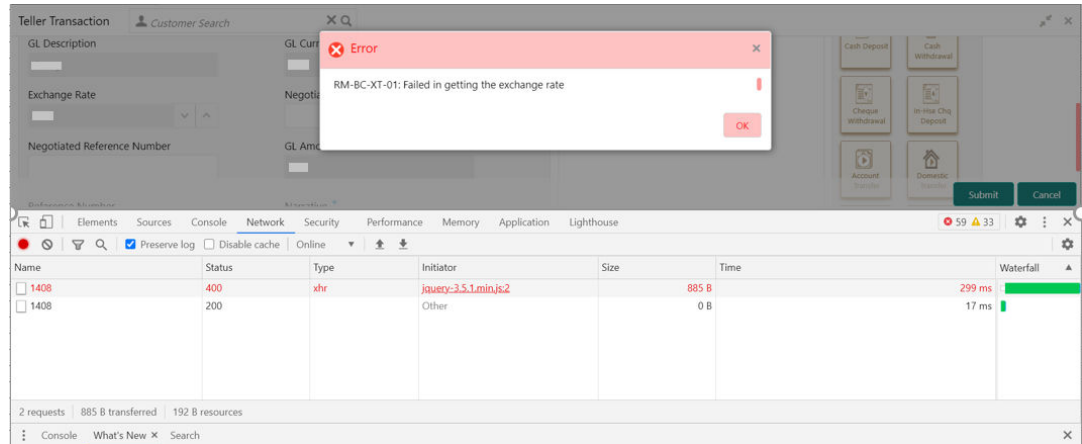 Teller Transaction
Customer Search
GL Description
GL Curr
Error
RM-BC-XT-01: Failed in getting the exchange rate
OK
Exchange Rate
Negotia
Negotiated Reference Number
GL Amo
Reference Number
Narrative *
Cash Deposit
Cash
Withdrawal
Cheque
Withdrawal
In-Hse Chq
Deposit
Account
Transfer
Domestic
Transfer
Submit
Cancel
Elements Sources Console Network Security Performance Memory Application Lighthouse
59 33
Preserve log Disable cache Online
Name Status Type Initiator Size Time Waterfall
1408 400 xhr jquery-3.5.1.min.js:2 885 B 299 ms
1408 200 Other 0 B 17 ms
2 requests 885 B transferred 192 B resources
Console What's New Search